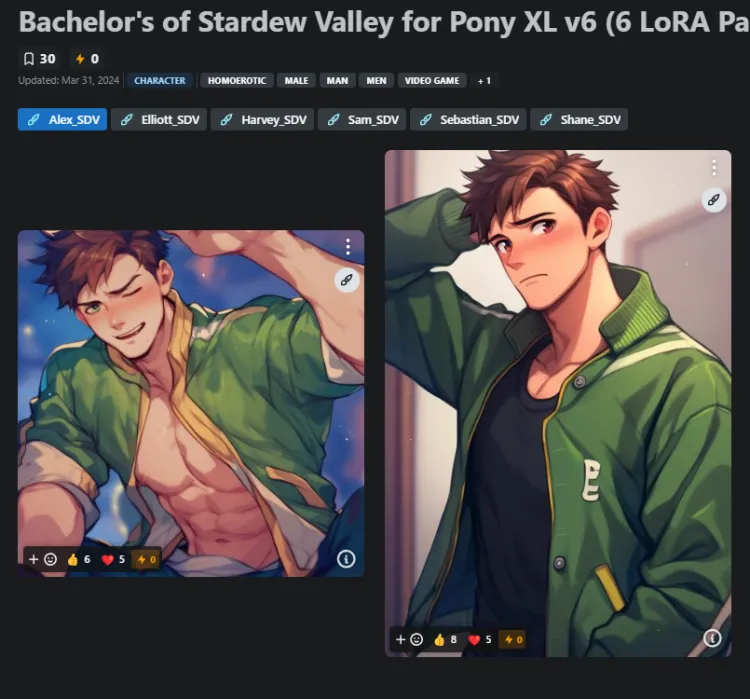 Bachelor's of Stardew Valley for Pony XL v6 (6 LoRA Pa
30 0
Updated: Mar 31, 2024 CHARACTER HOMOEROTIC MALE MAN MEN VIDEO GAME + 1
Alex_SDV Elliott_SDV Harvey_SDV Sam_SDV Sebastian_SDV Shane_SDV
E
+ 6 5 0
+ 8 5 0